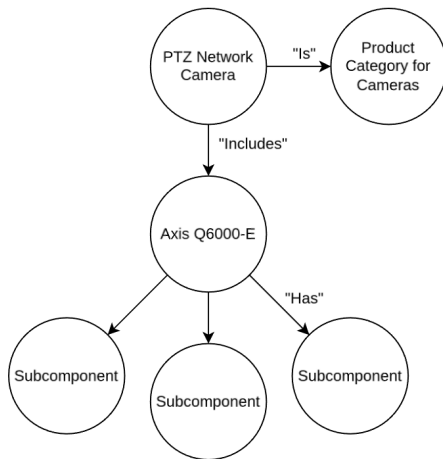 PTZ Network
Camera
"Is"
Product
Category for
Cameras
"Includes"
Axis Q6000-E
"Has"
Subcomponent
Subcomponent
Subcomponent